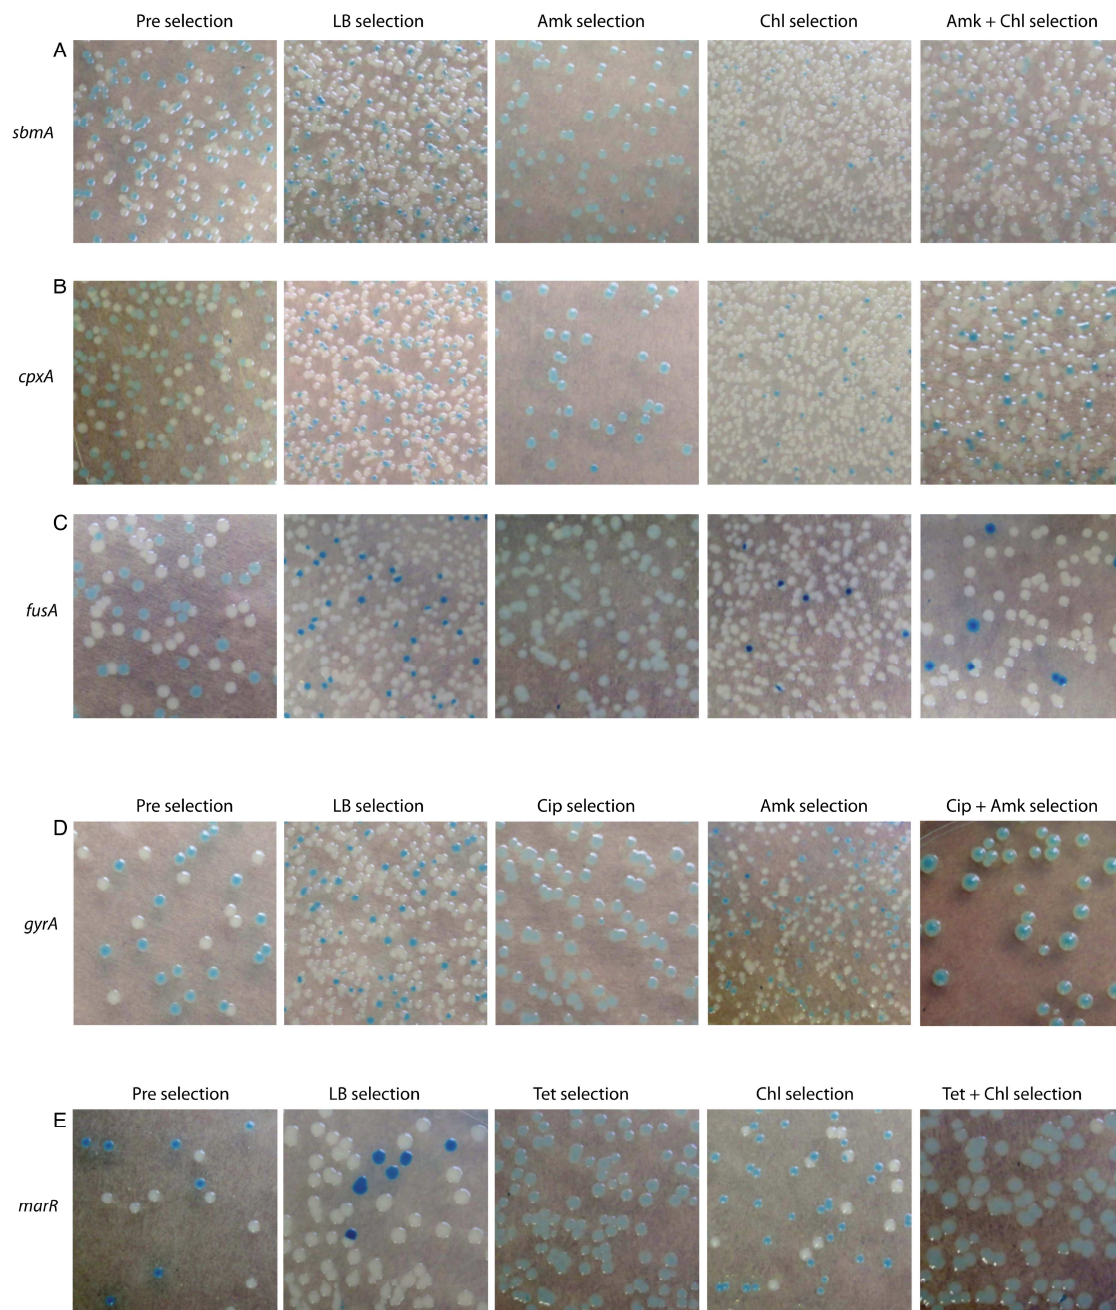 Pre selection LB selection Amk selection Chl selection Amk + Chl selection
A
sbmA
B
cpxA
C
fusA
Pre selection LB selection Cip selection Amk selection Cip + Amk selection
D
gyrA
Pre selection LB selection Tet selection Chl selection Tet + Chl selection
E
marR